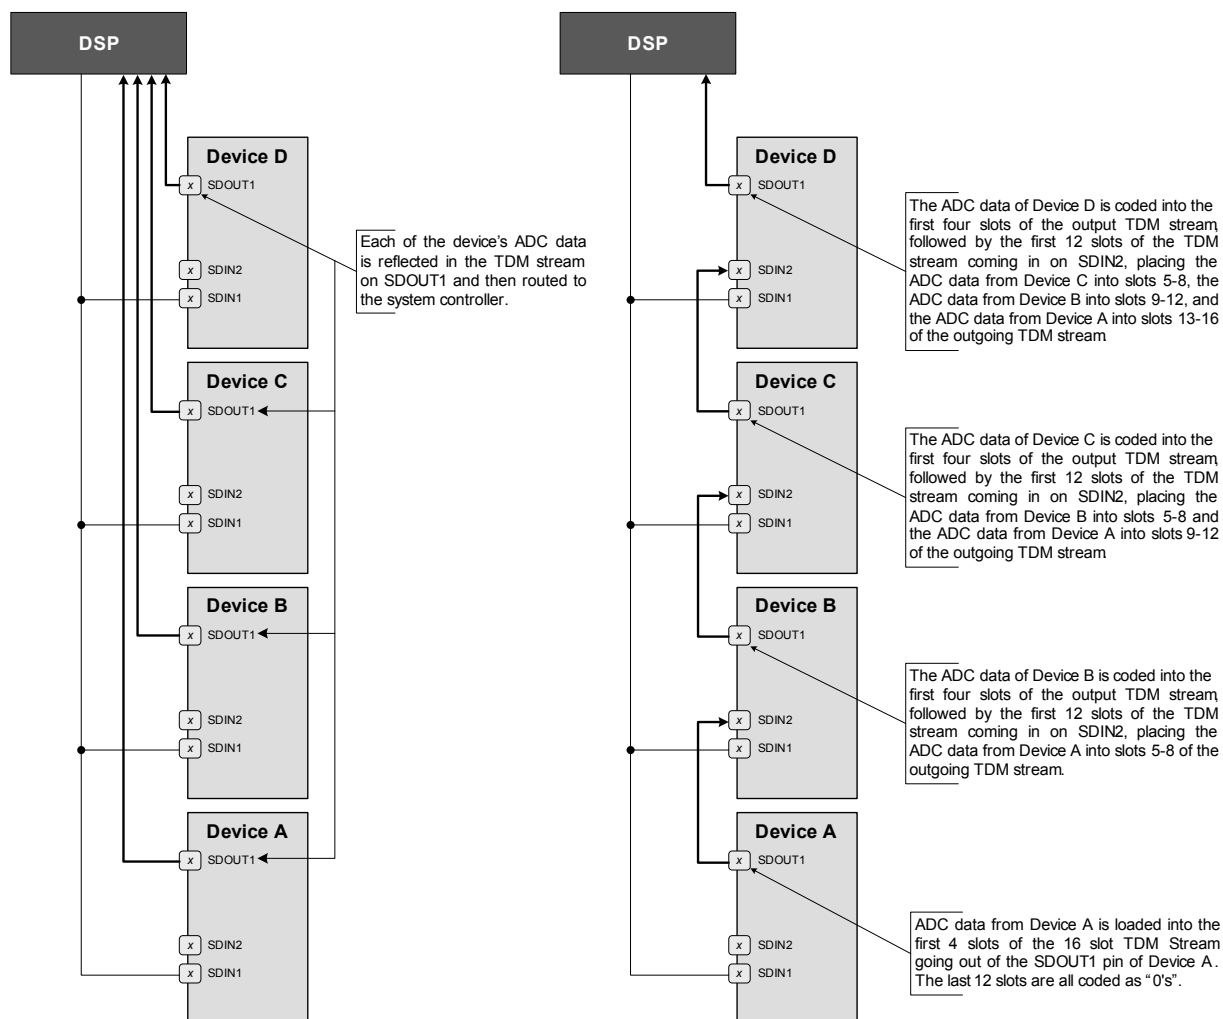 DSP
Device D
x SDOUT1
x SDIN2
x SDIN1
Each of the device's ADC data
is reflected in the TDM stream
on SDOUT1 and then routed to
the system controller.
Device C
x SDOUT1
x SDIN2
x SDIN1
Device B
x SDOUT1
x SDIN2
x SDIN1
Device A
x SDOUT1
x SDIN2
x SDIN1
DSP
Device D
x SDOUT1
x SDIN2
x SDIN1
The ADC data of Device D is coded into the
first four slots of the output TDM stream,
followed by the first 12 slots of the TDM
stream coming in on SDIN2, placing the
ADC data from Device C into slots 5-8, the
ADC data from Device B into slots 9-12, and
the ADC data from Device A into slots 13-16
of the outgoing TDM stream
Device C
x SDOUT1
x SDIN2
x SDIN1
The ADC data of Device C is coded into the
first four slots of the output TDM stream,
followed by the first 12 slots of the TDM
stream coming in on SDIN2, placing the
ADC data from Device B into slots 5-8 and
the ADC data from Device A into slots 9-12
of the outgoing TDM stream
Device B
x SDOUT1
x SDIN2
x SDIN1
The ADC data of Device B is coded into the
first four slots of the output TDM stream,
followed by the first 12 slots of the TDM
stream coming in on SDIN2, placing the
ADC data from Device A into slots 5-8 of the
outgoing TDM stream.
Device A
x SDOUT1
x SDIN2
x SDIN1
ADC data from Device A is loaded into the
first 4 slots of the 16 slot TDM Stream
going out of the SDOUT1 pin of Device A.
The last 12 slots are all coded as "0's".